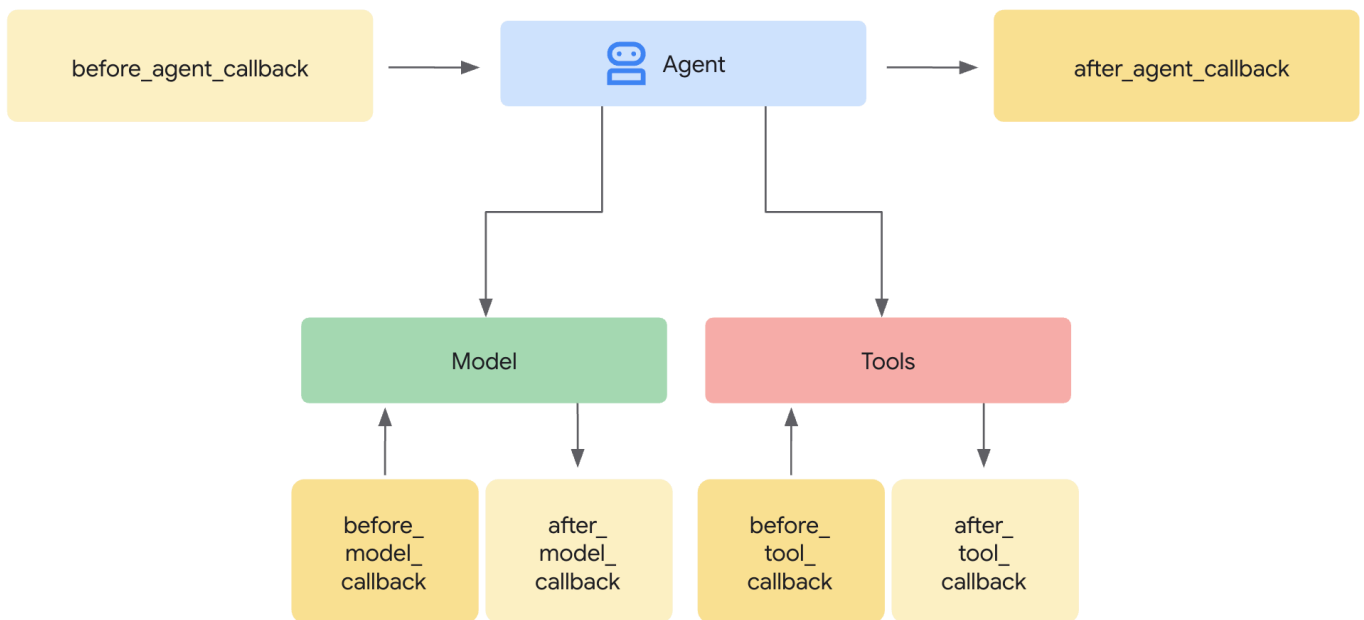 before_agent_callback
Agent
after_agent_callback
Model
Tools
before_
model_
callback
after_
model_
callback
before_
tool_
callback
after_
tool_
callback